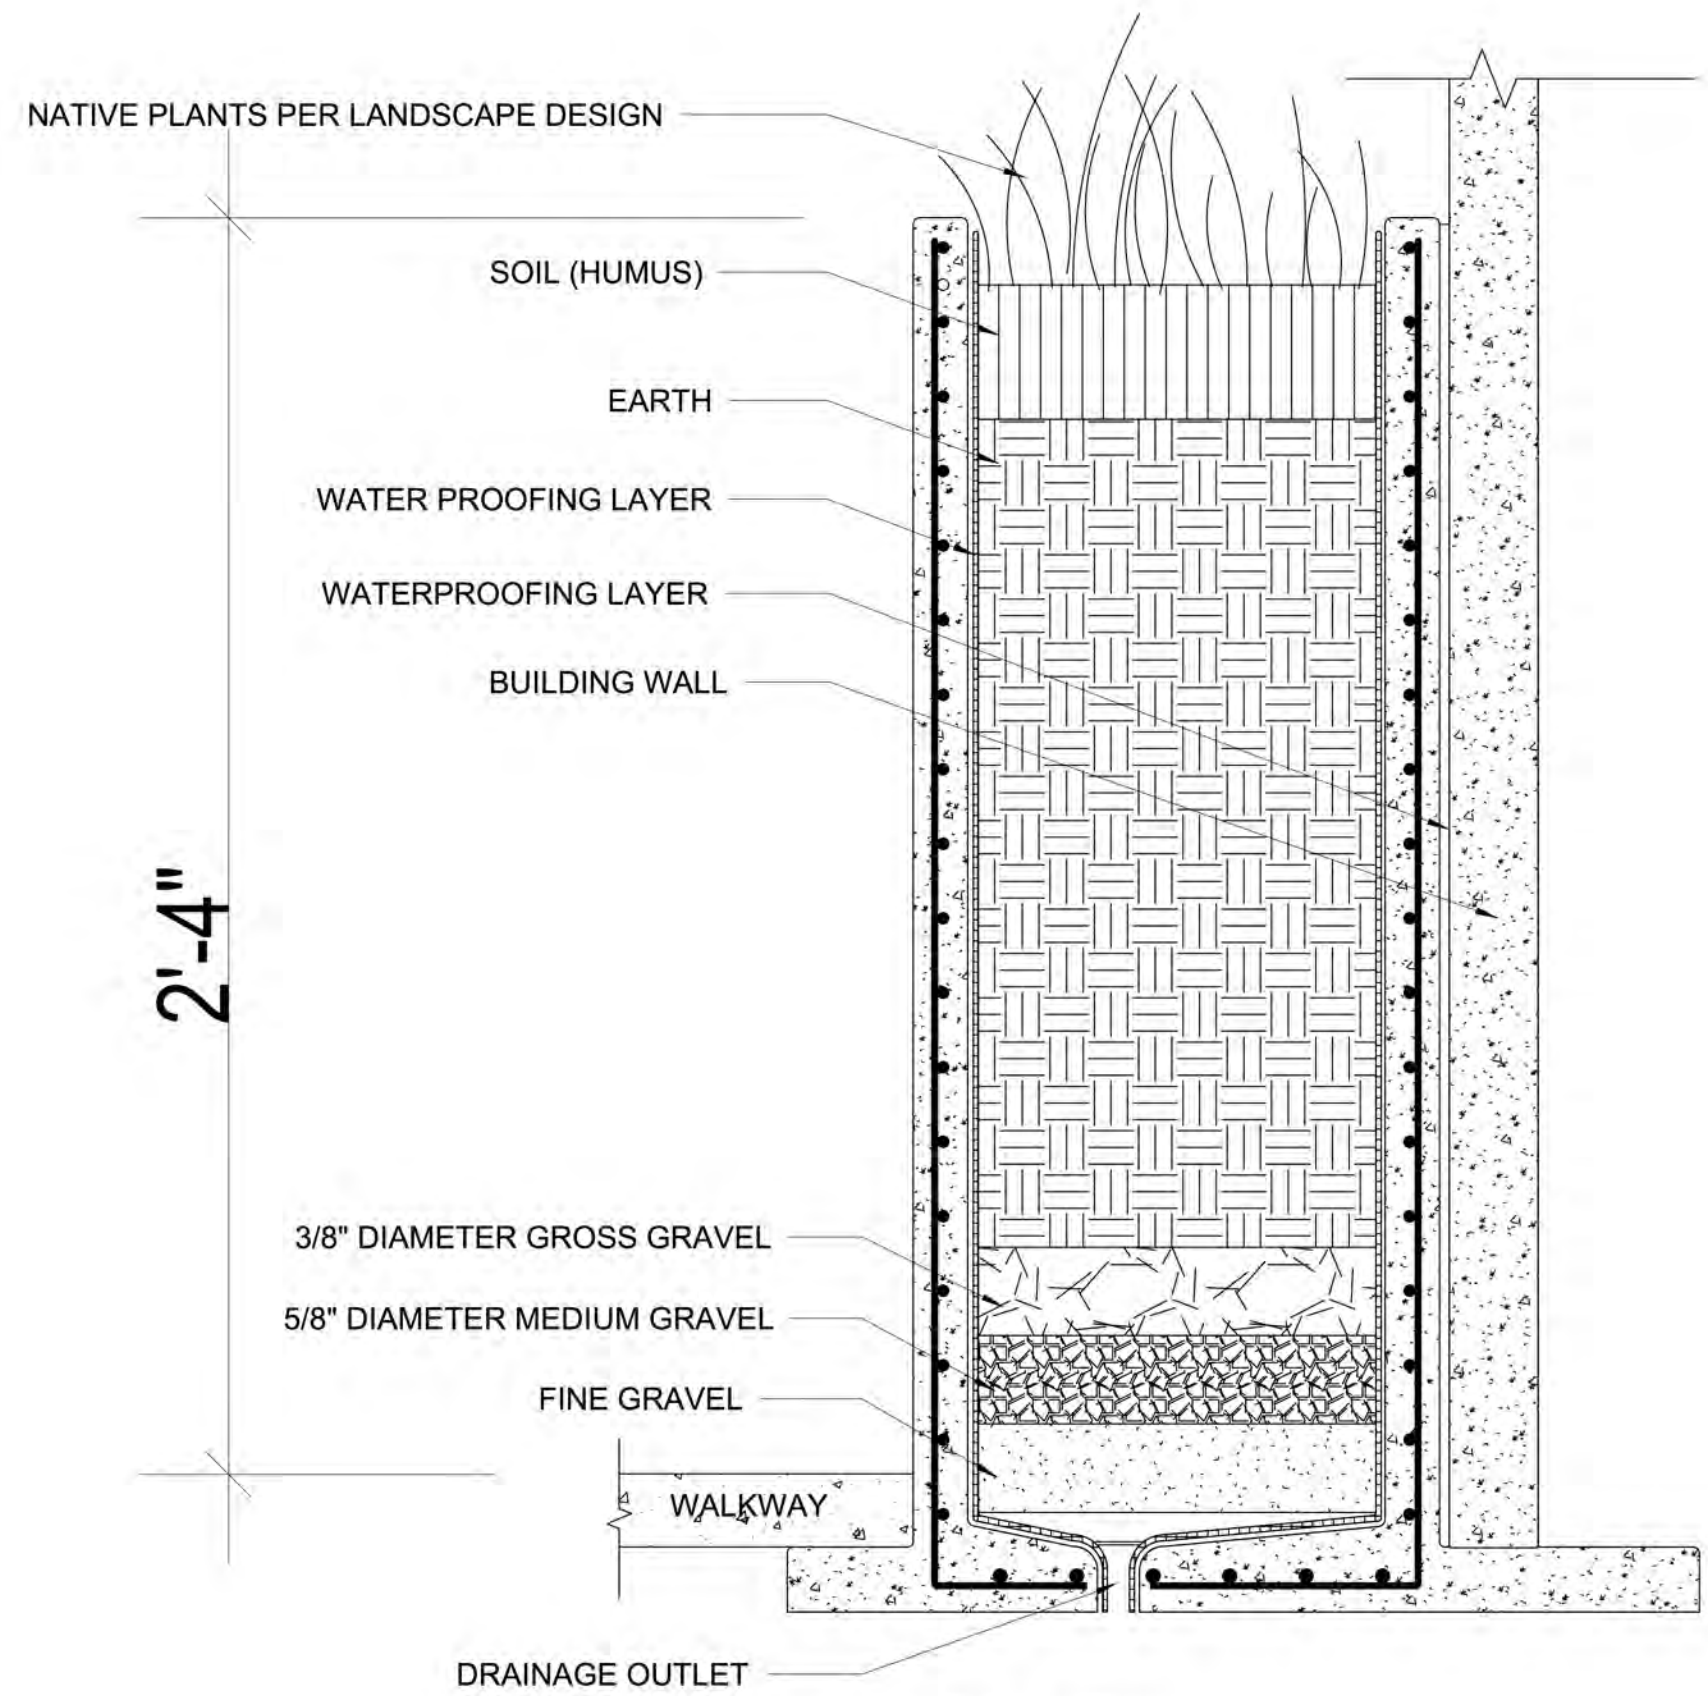 NATIVE PLANTS PER LANDSCAPE DESIGN
SOIL (HUMUS)
EARTH
WATER PROOFING LAYER
WATERPROOFING LAYER
BUILDING WALL
2'-4"
3/8" DIAMETER GROSS GRAVEL
5/8" DIAMETER MEDIUM GRAVEL
FINE GRAVEL
WALKWAY
DRAINAGE OUTLET